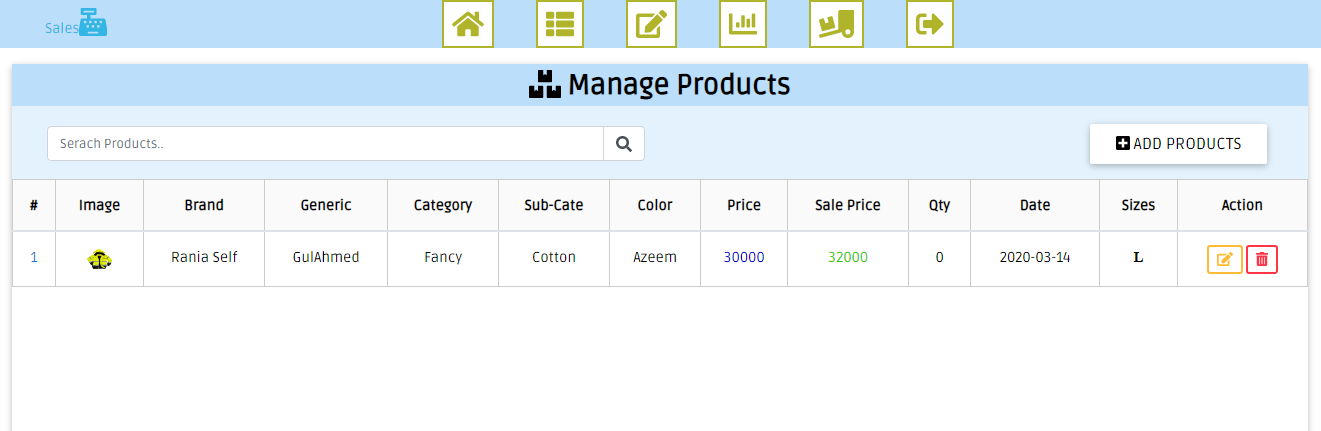 Sales
Manage Products
Serach Products..
ADD PRODUCTS
# Image Brand Generic Category Sub-Cate Color Price Sale Price Qty Date Sizes Action
1 Rania Self GulAhmed Fancy Cotton Azeem 30000 32000 0 2020-03-14 L